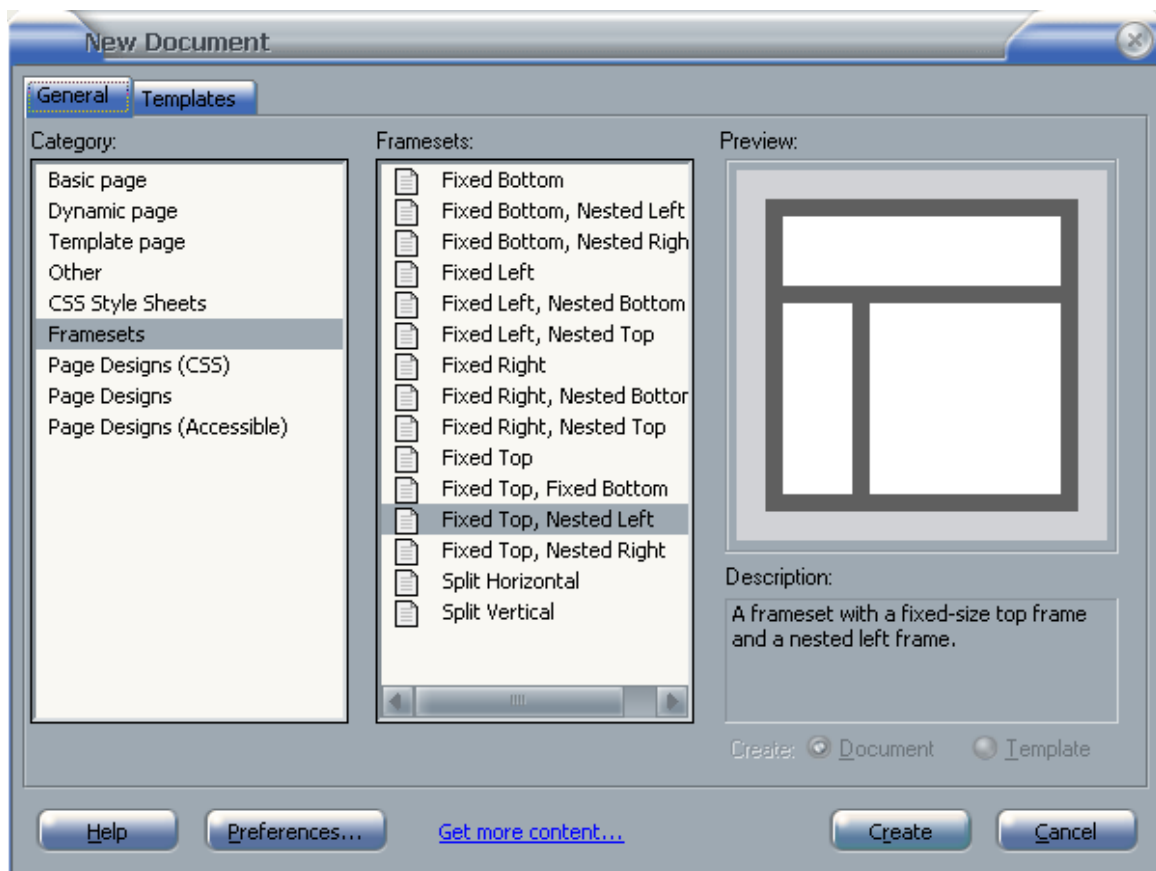 New Document
General
Templates
Category:
Basic page
Dynamic page
Template page
Other
CSS Style Sheets
Framesets
Page Designs (CSS)
Page Designs
Page Designs (Accessible)
Framesets:
Fixed Bottom
Fixed Bottom, Nested Left
Fixed Bottom, Nested Righ
Fixed Left
Fixed Left, Nested Bottom
Fixed Left, Nested Top
Fixed Right
Fixed Right, Nested Bottor
Fixed Right, Nested Top
Fixed Top
Fixed Top, Fixed Bottom
Fixed Top, Nested Left
Fixed Top, Nested Right
Split Horizontal
Split Vertical
Preview:
Description:
A frameset with a fixed-size top frame
and a nested left frame.
Create: Document Template
Help Preferences... Get more content... Create Cancel